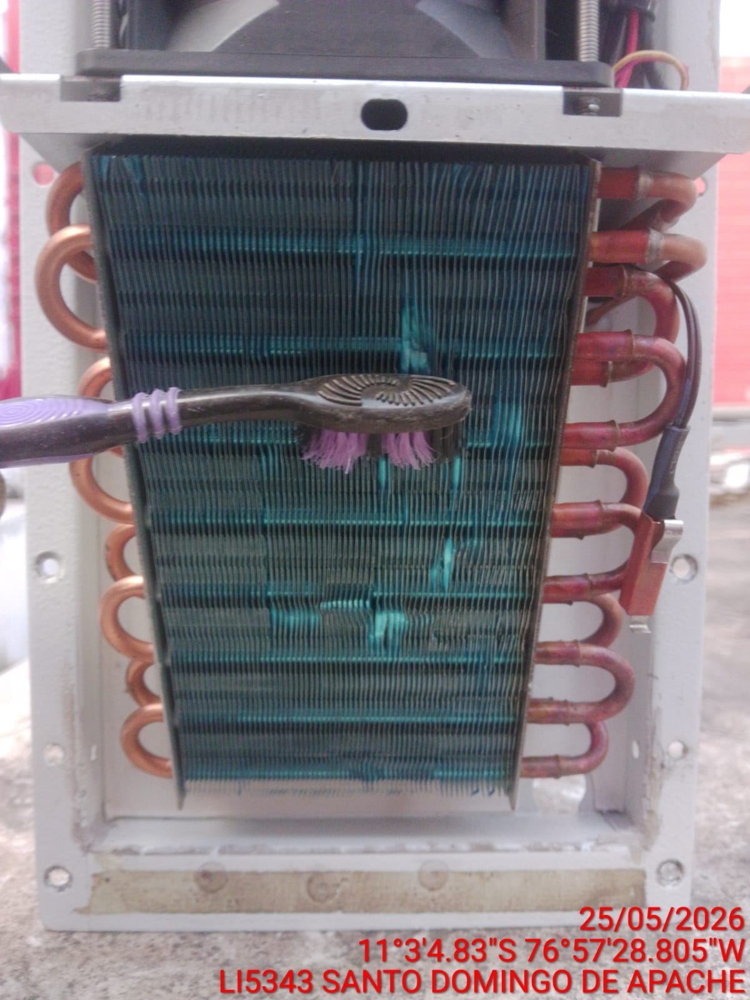 25/05/2026
11°3'4.83"S 76°57'28.805"W
LI5343 SANTO DOMINGO DE APACHE